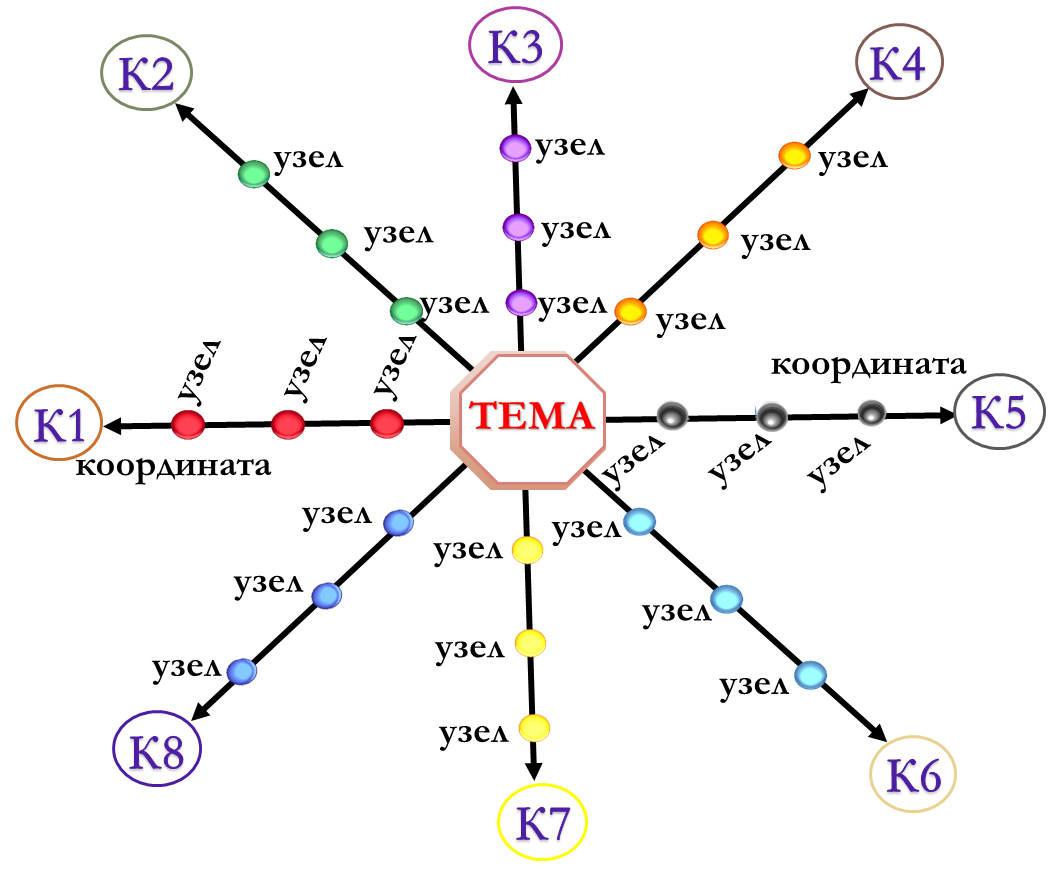 К3
К4
К2
узел
узел
узел
узел
узел
узел
узел
узел
узел
узел
узел
узел
координата
К1
ТЕМА
К5
координата
узел
узел
узел
узел
узел
узел
узел
узел
узел
узел
узел
узел
К8
К6
К7